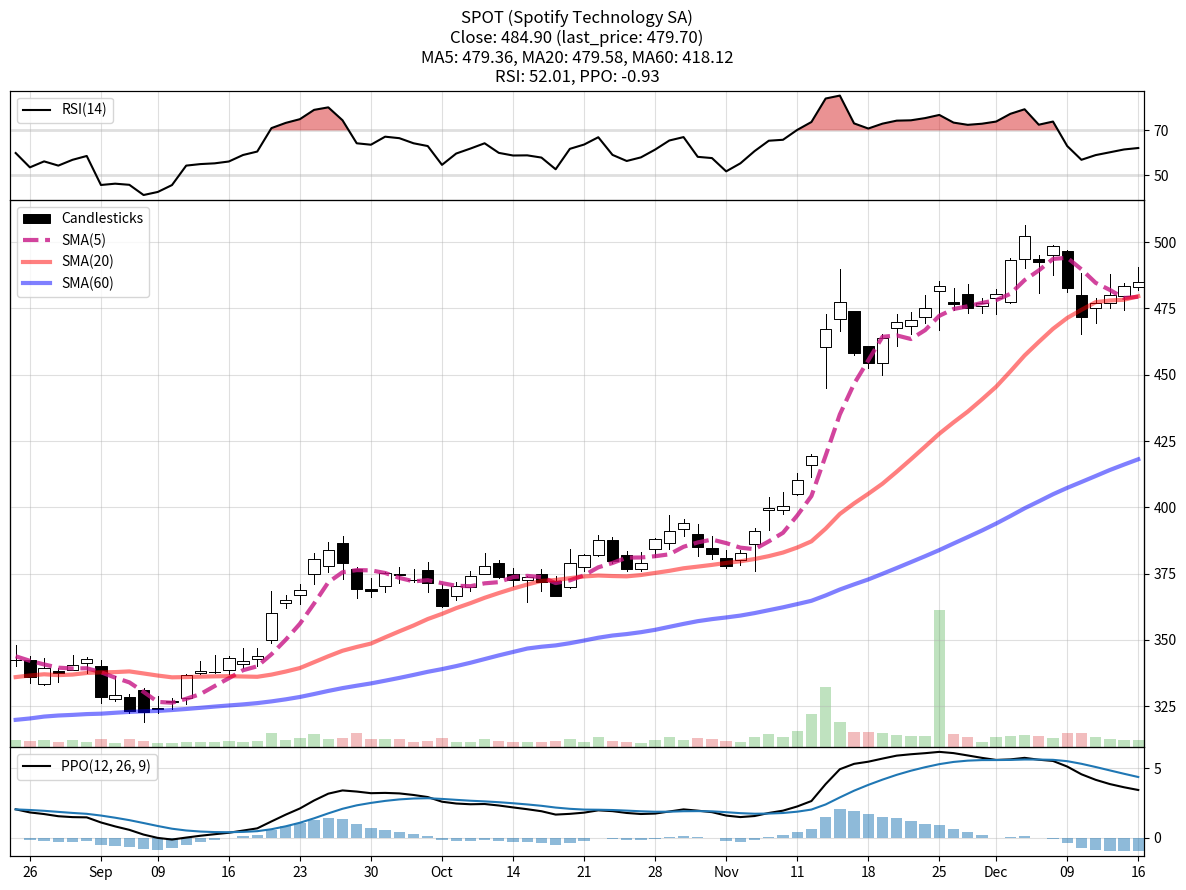 SPOT (Spotify Technology SA)
Close: 484.90 (last_price: 479.70)
MA5: 479.36, MA20: 479.58, MA60: 418.12
RSI: 52.01, PPO: -0.93
RSI(14)
70
50
Candlesticks
SMA(5)
SMA(20)
SMA(60)
500
475
450
425
400
375
350
325
PPO(12, 26, 9)
5
0
26 Sep 09 16 23 30 Oct 14 21 28 Nov 11 18 25 Dec 09 16